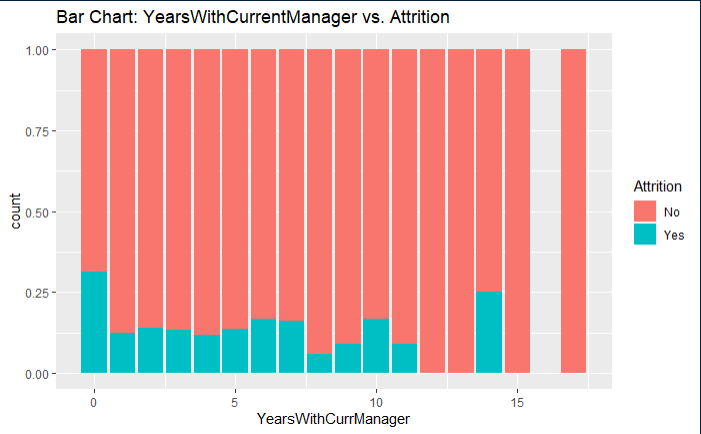 Bar Chart: YearsWithCurrentManager vs. Attrition
1.00
0.75
0.50
0.25
0.00
count
0
5
10
15
YearsWithCurrManager
Attrition
No
Yes